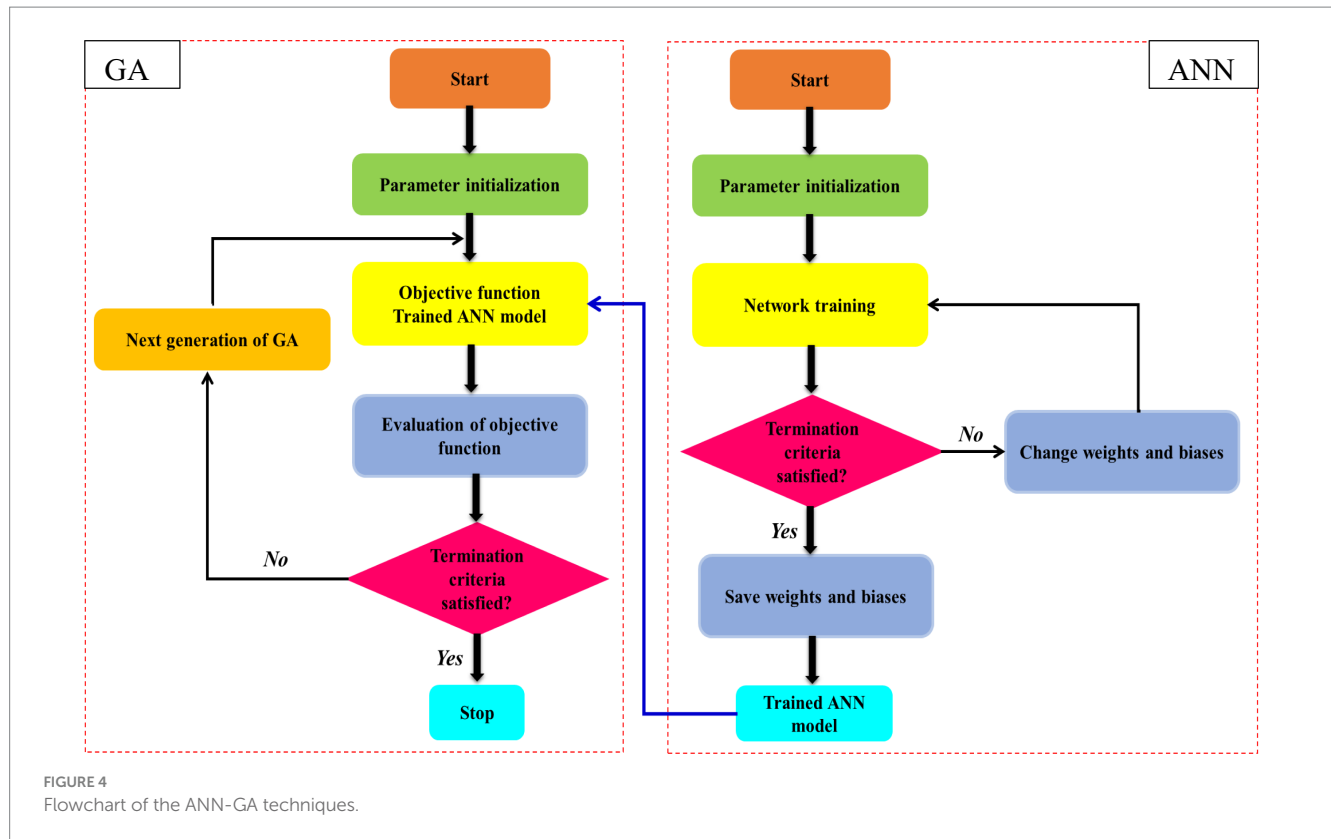 GA
Start
Parameter initialization
Objective function
Trained ANN model
Next generation of GA
Evaluation of objective
function
No
Termination
criteria
satisfied?
Yes
Stop
ANN
Start
Parameter initialization
Network training
Termination
criteria
satisfied?
No
Change weights and biases
Yes
Save weights and biases
Trained ANN
model
FIGURE 4
Flowchart of the ANN-GA techniques.